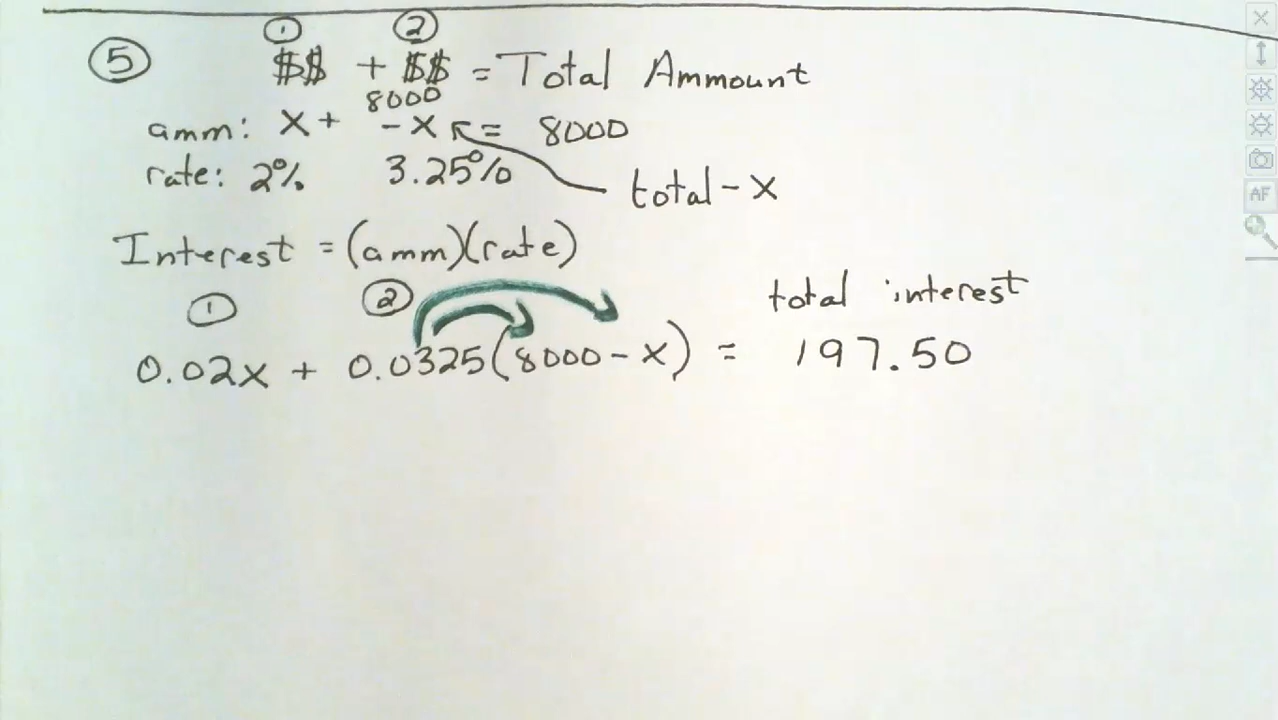 ① ②
⑤ $$ + $$ = Total Ammount
8000
amm: x + - x = 8000
rate: 2% 3.25% total - x
Interest = (amm)(rate)
① ② total interest
0.02x + 0.0325(8000 - x) = 197.50
AF